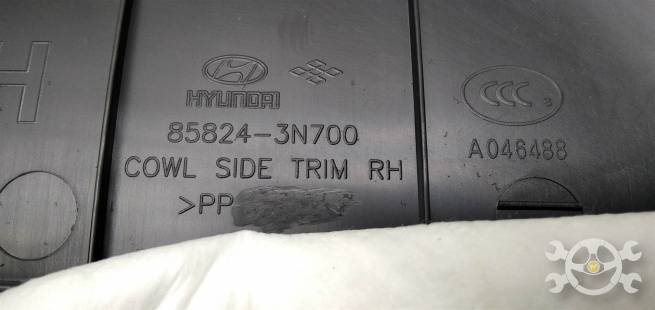 H
HYUNDAI
85824-3N700
COWL SIDE TRIM RH
>PP
CCC
S
A046488